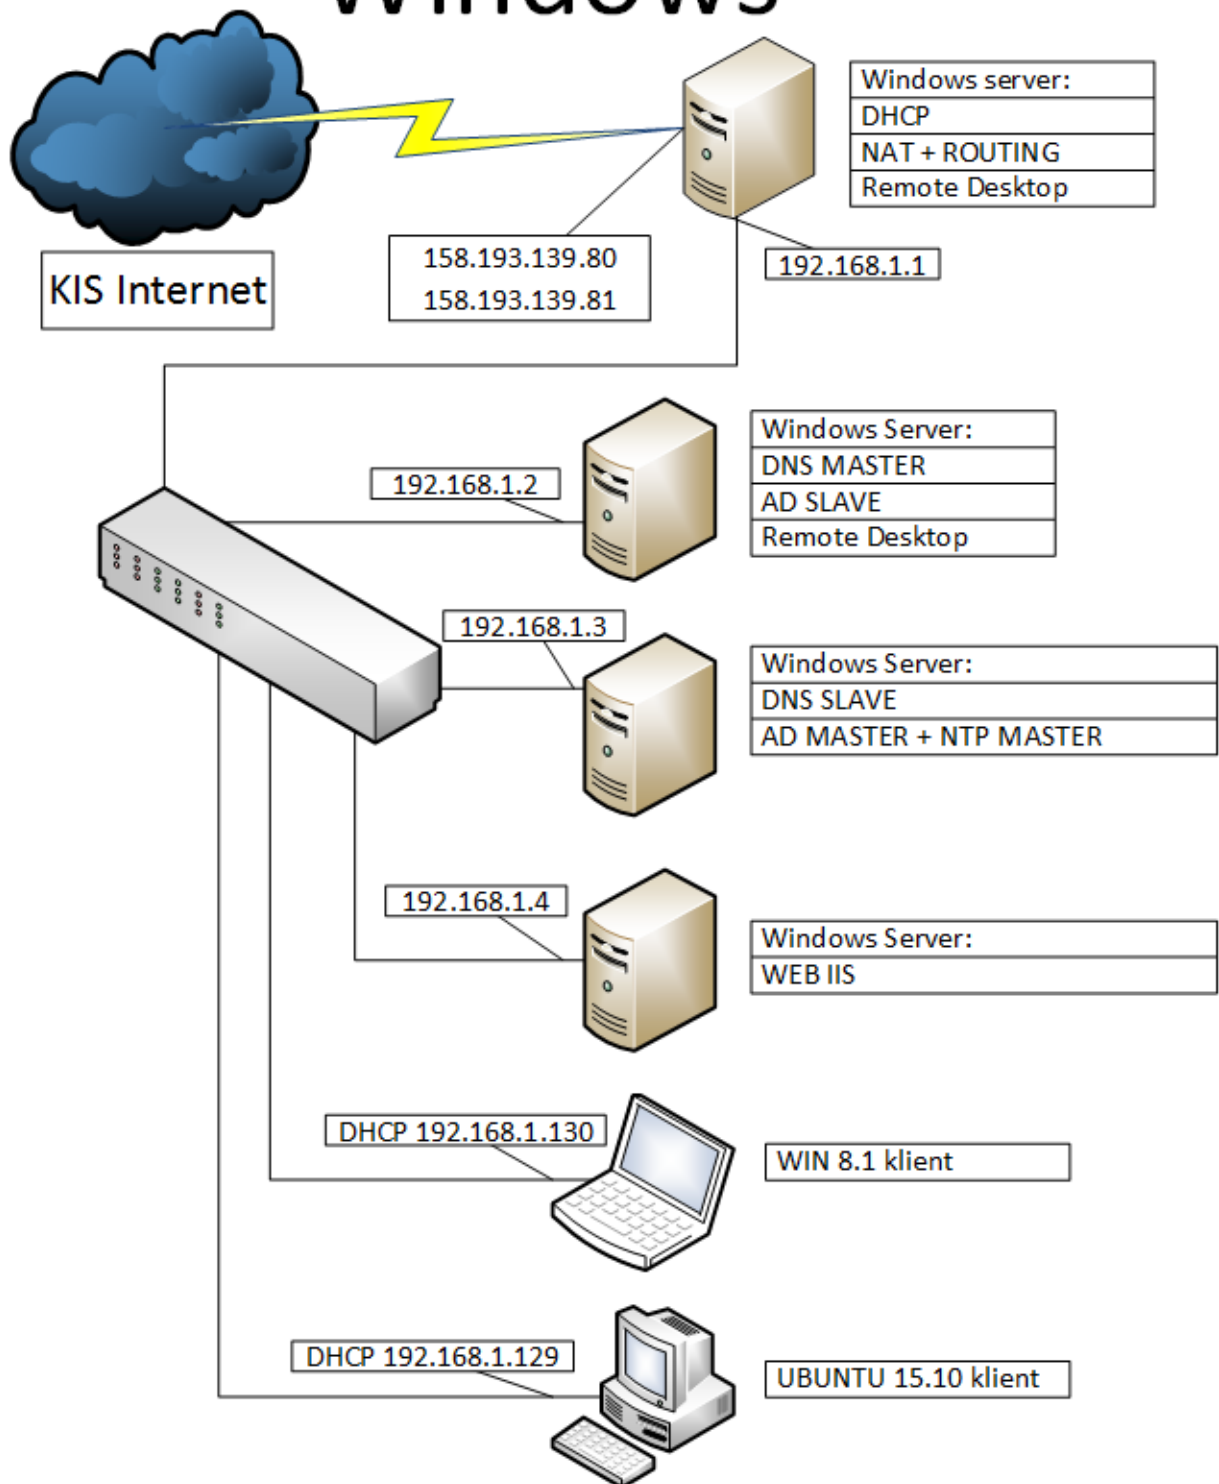 Windows
Windows server:
DHCP
NAT + ROUTING
Remote Desktop
158.193.139.80
158.193.139.81
192.168.1.1
KIS Internet
192.168.1.2
Windows Server:
DNS MASTER
AD SLAVE
Remote Desktop
192.168.1.3
Windows Server:
DNS SLAVE
AD MASTER + NTP MASTER
192.168.1.4
Windows Server:
WEB IIS
DHCP 192.168.1.130
WIN 8.1 klient
DHCP 192.168.1.129
UBUNTU 15.10 klient